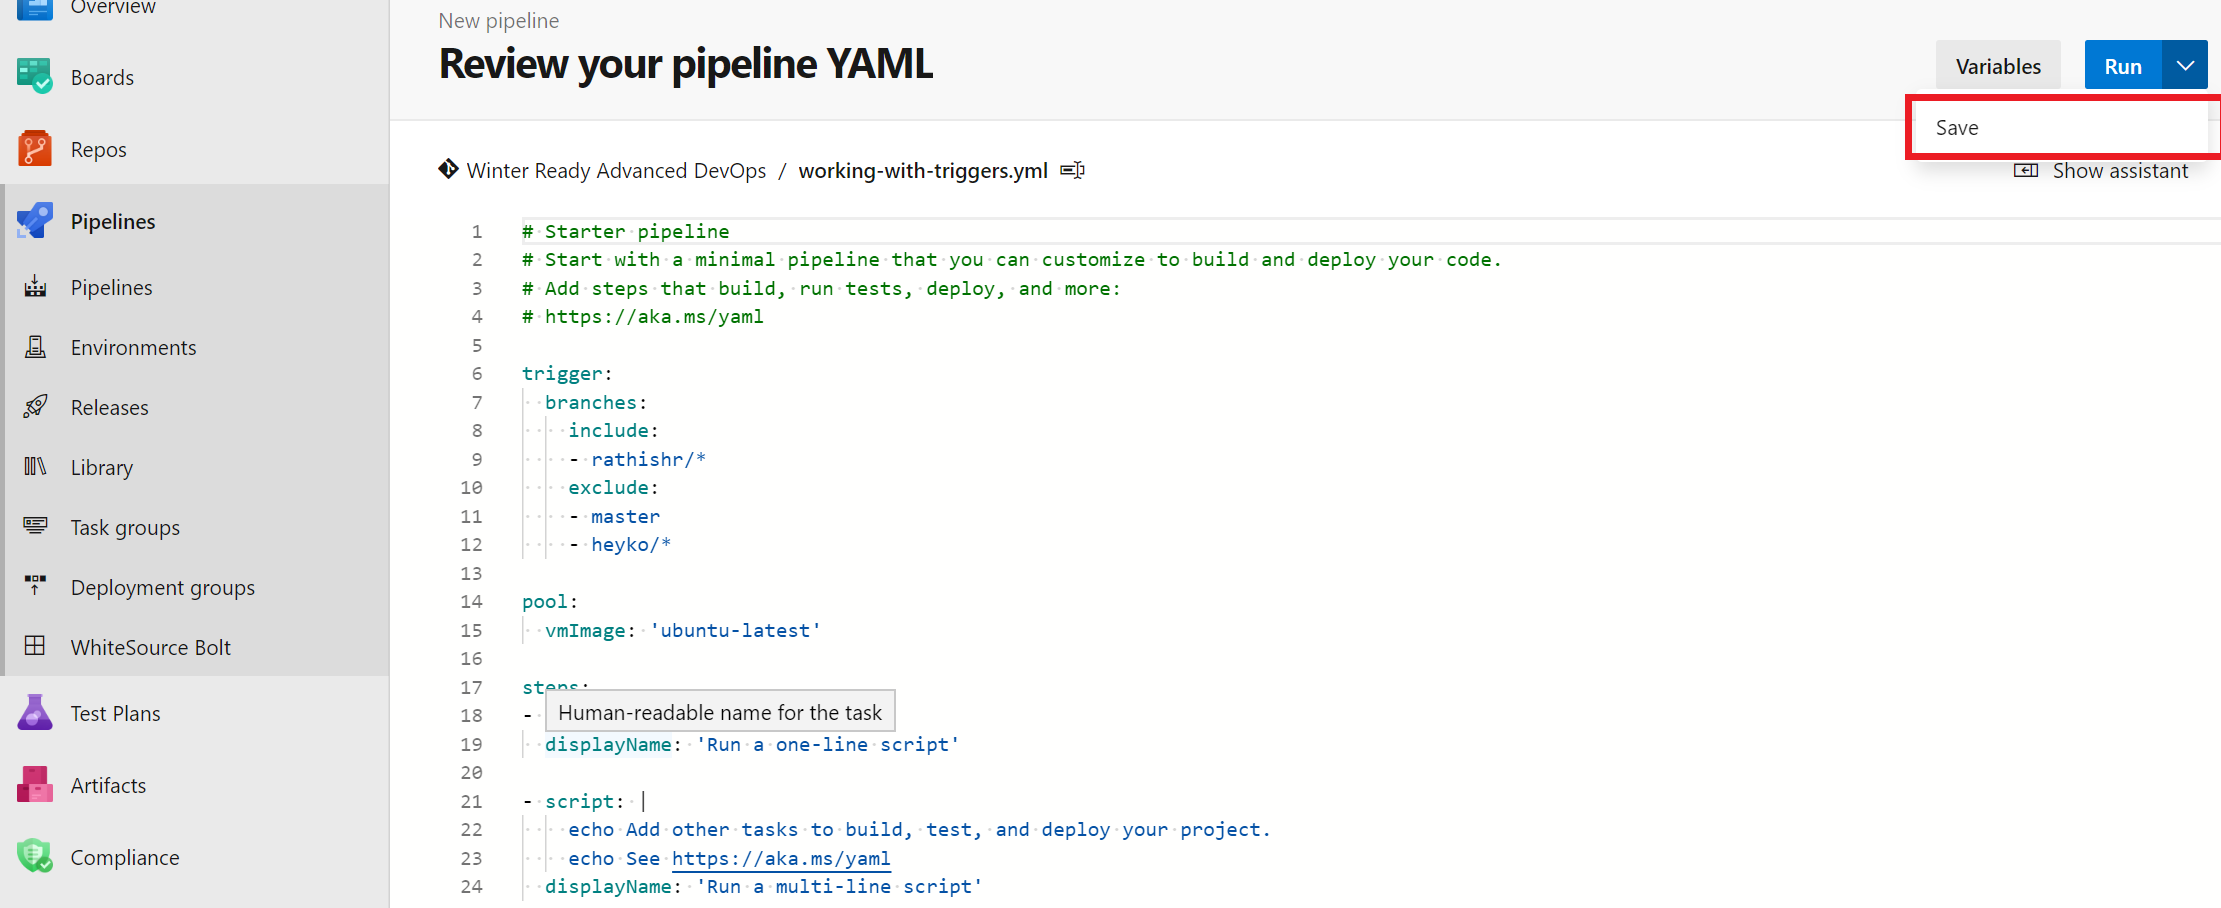 Overview
Boards
Repos
Pipelines
Pipelines
Environments
Releases
Library
Task groups
Deployment groups
WhiteSource Bolt
Test Plans
Artifacts
Compliance
New pipeline
Review your pipeline YAML
Variables
Run
Save
Winter Ready Advanced DevOps / working-with-triggers.yml
Show assistant
1 # Starter pipeline
2 # Start with a minimal pipeline that you can customize to build and deploy your code.
3 # Add steps that build, run tests, deploy, and more:
4 # https://aka.ms/yaml
5
6 trigger:
7   branches:
8     include:
9     - rathishr/*
10     exclude:
11     - master
12     - heyko/*
13
14 pool:
15   vmImage: 'ubuntu-latest'
16
17 steps:
18 -
Human-readable name for the task
19   displayName: 'Run a one-line script'
20
21 - script: |
22     echo Add other tasks to build, test, and deploy your project.
23     echo See https://aka.ms/yaml
24   displayName: 'Run a multi-line script'